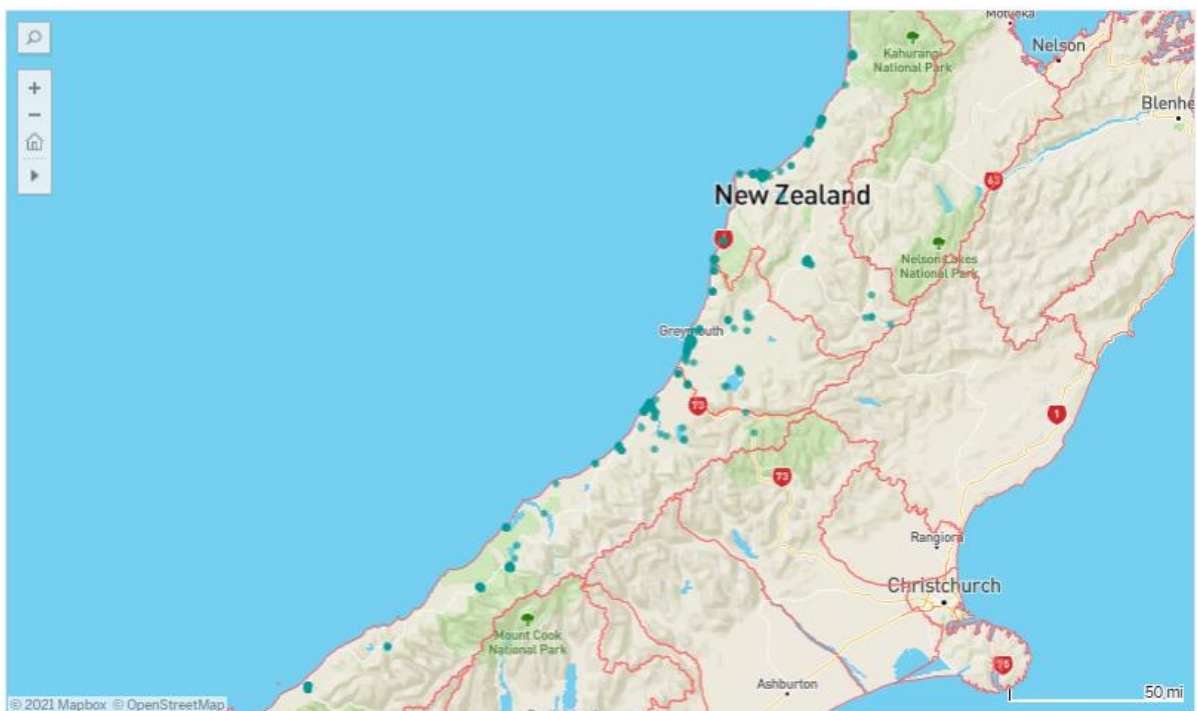 Motueka
Kahurangi
National Park
Nelson
Blenhe
63
New Zealand
6
Nelson Lakes
National Park
Greymouth
73
1
73
Rangiora
Christchurch
Mount Cook
National Park
75
Ashburton
50 mi
© 2021 Mapbox © OpenStreetMap